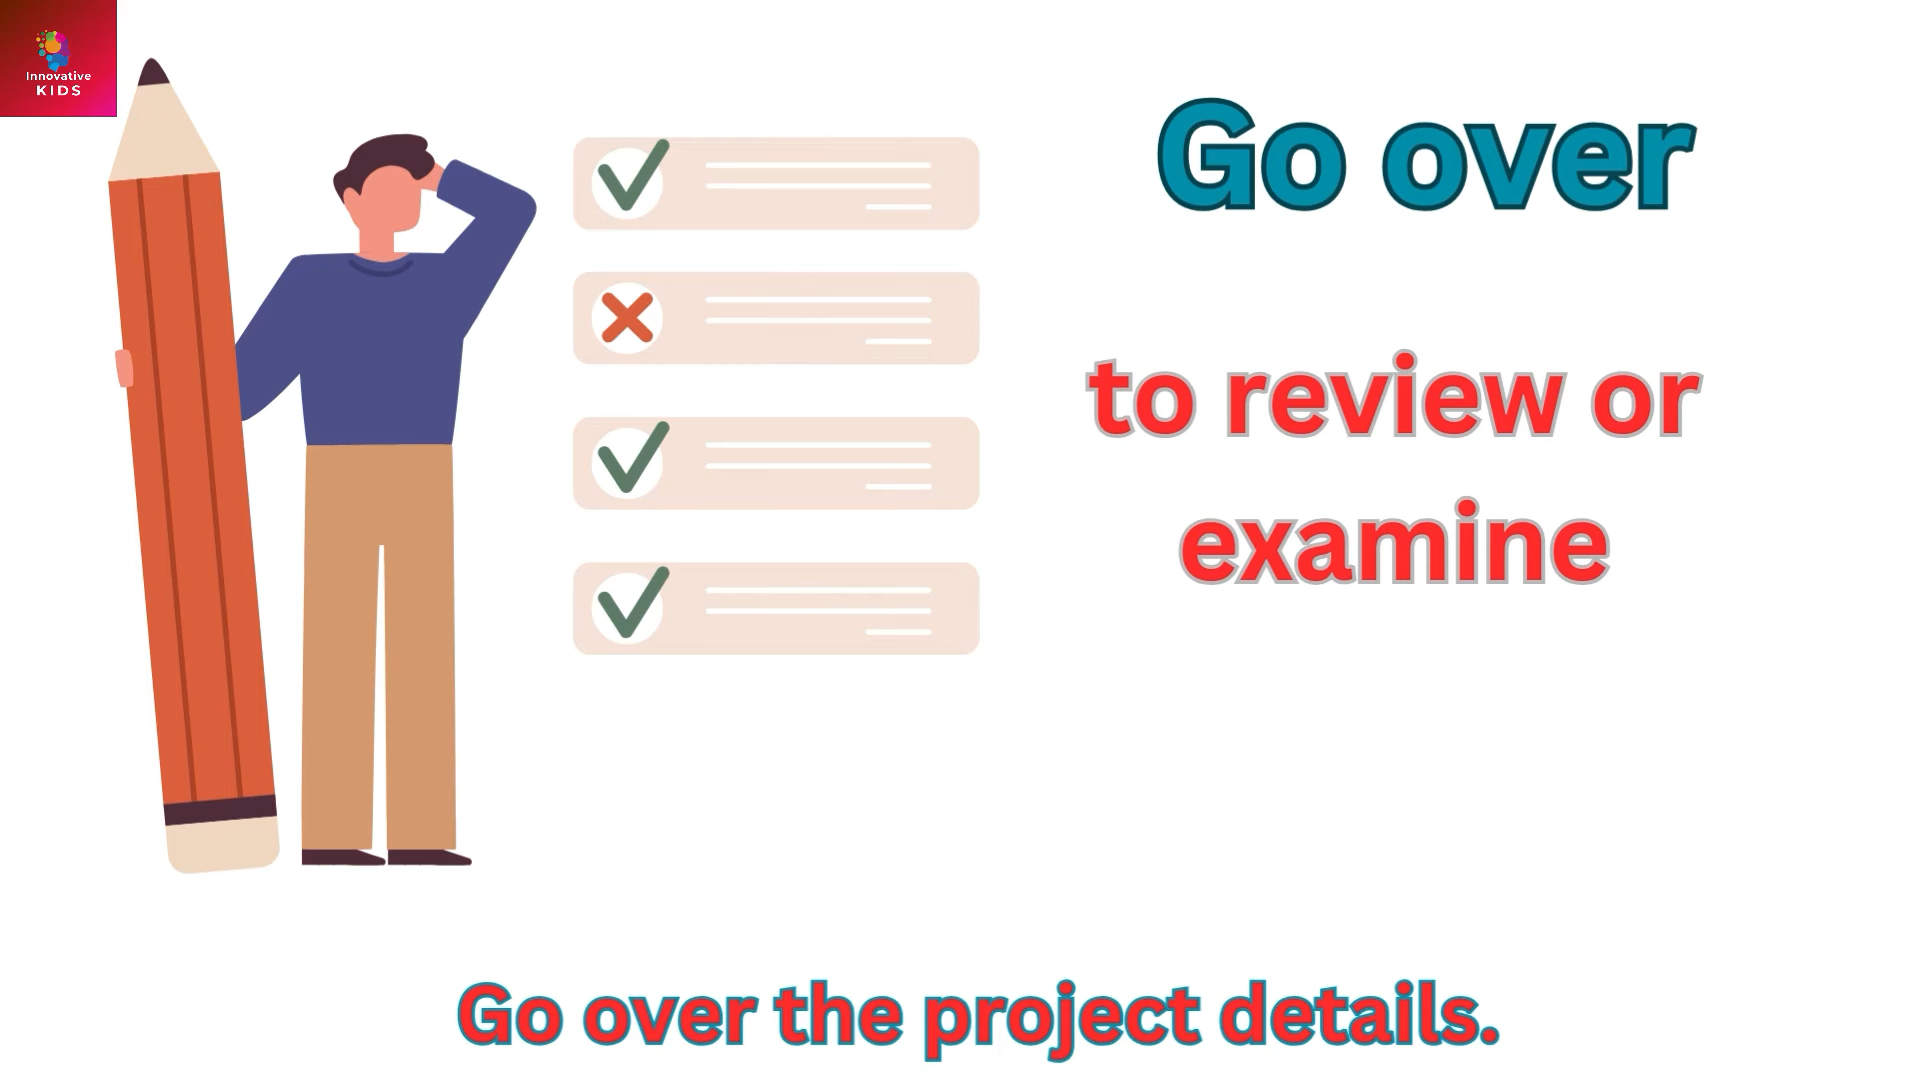 Innovative
KIDS
Go over
to review or
examine
Go over the project details.